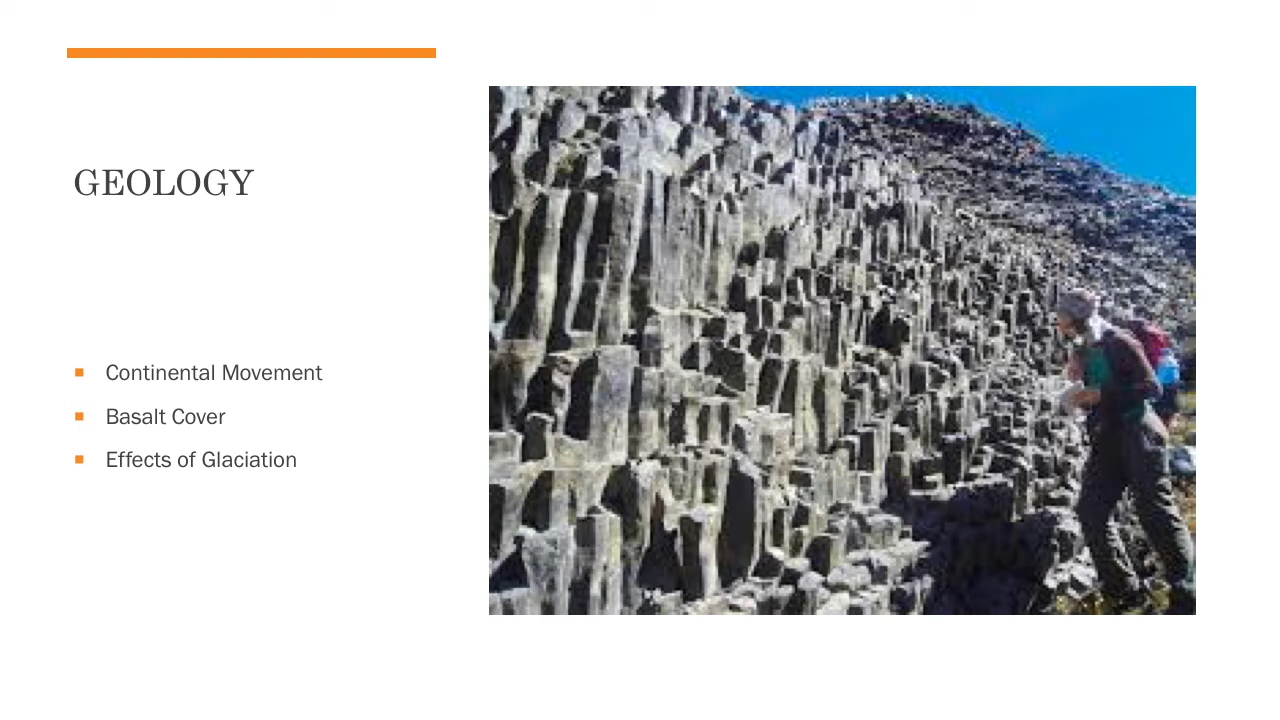 GEOLOGY
Continental Movement
Basalt Cover
Effects of Glaciation